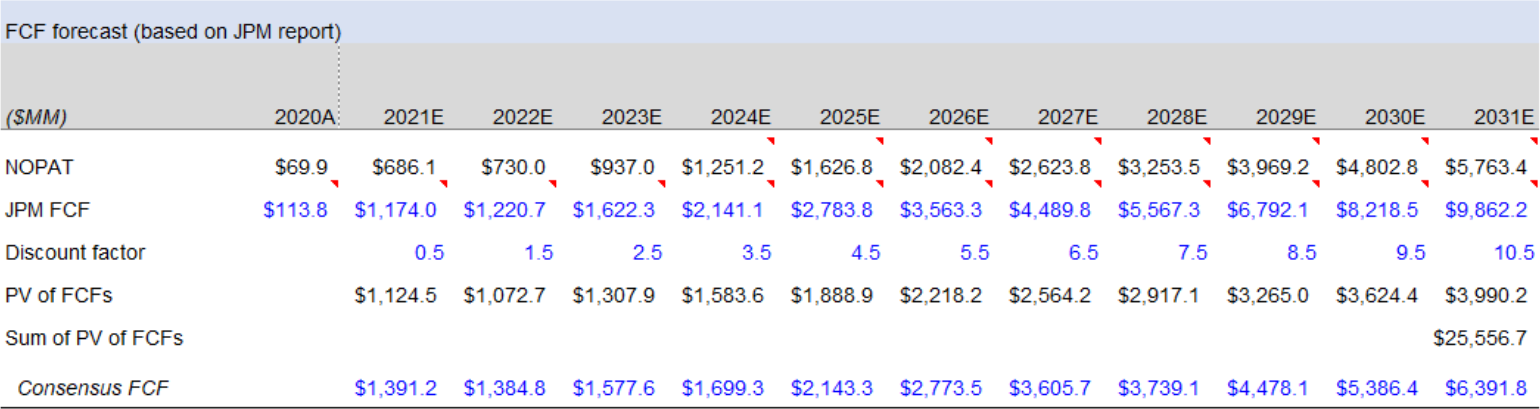 FCF forecast (based on JPM report)
($MM) 2020A 2021E 2022E 2023E 2024E 2025E 2026E 2027E 2028E 2029E 2030E 2031E
NOPAT $69.9 $686.1 $730.0 $937.0 $1,251.2 $1,626.8 $2,082.4 $2,623.8 $3,253.5 $3,969.2 $4,802.8 $5,763.4
JPM FCF $113.8 $1,174.0 $1,220.7 $1,622.3 $2,141.1 $2,783.8 $3,563.3 $4,489.8 $5,567.3 $6,792.1 $8,218.5 $9,862.2
Discount factor 0.5 1.5 2.5 3.5 4.5 5.5 6.5 7.5 8.5 9.5 10.5
PV of FCFs $1,124.5 $1,072.7 $1,307.9 $1,583.6 $1,888.9 $2,218.2 $2,564.2 $2,917.1 $3,265.0 $3,624.4 $3,990.2
Sum of PV of FCFs $25,556.7
Consensus FCF $1,391.2 $1,384.8 $1,577.6 $1,699.3 $2,143.3 $2,773.5 $3,605.7 $3,739.1 $4,478.1 $5,386.4 $6,391.8